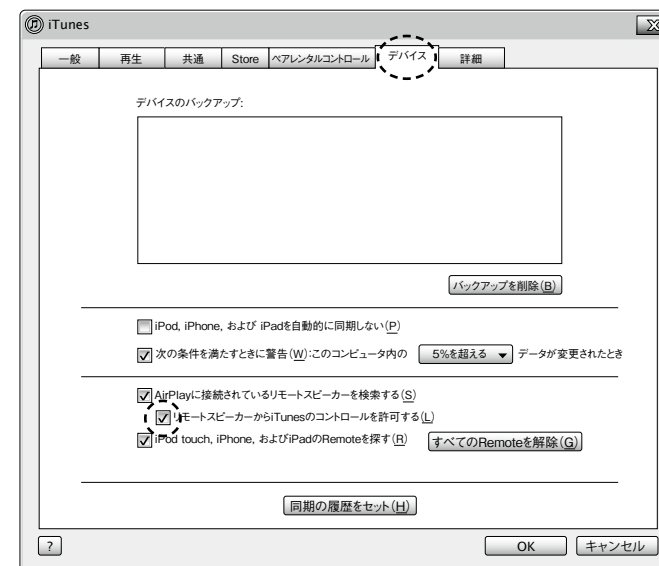 iTunes
一般 再生 共通 Store ペアレンタルコントロール デバイス 詳細
デバイスのバックアップ:
バックアップを削除(B)
iPod, iPhone, および iPadを自動的に同期しない(P)
次の条件を満たすときに警告(W):このコンピュータ内の 5%を超える データが変更されたとき
AirPlayに接続されているリモートスピーカーを検索する(S)
リモートスピーカーからiTunesのコントロールを許可する(L)
iPod touch, iPhone, およびiPadのRemoteを探す(R) すべてのRemoteを解除(G)
同期の履歴をセット(H)
? OK キャンセル